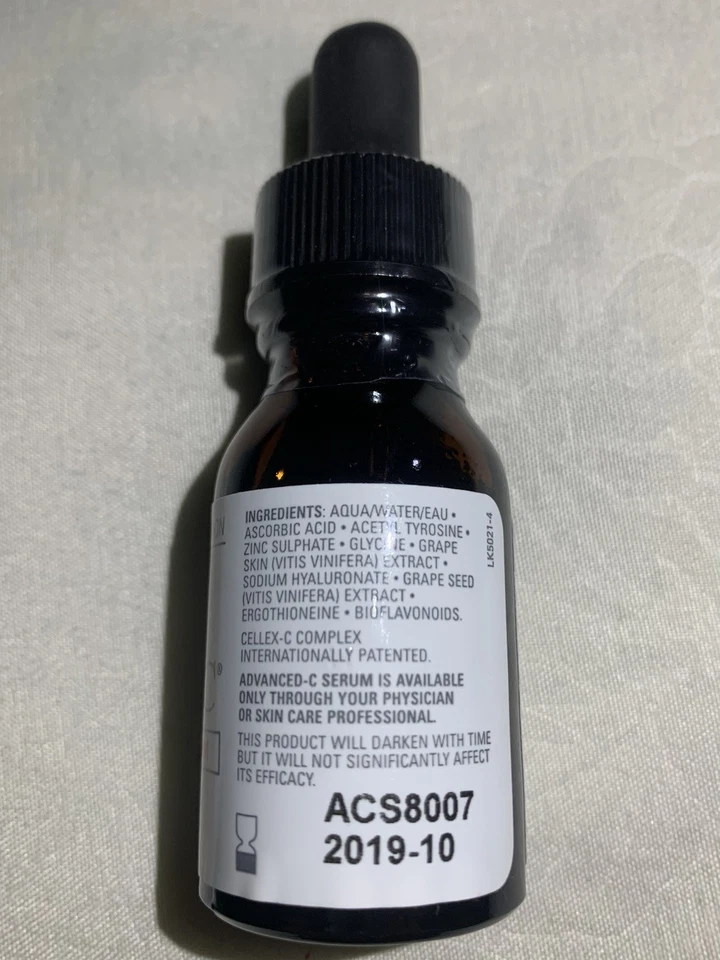 ON
INGREDIENTS: AQUA/WATER/EAU •
ASCORBIC ACID • ACETYL TYROSINE •
ZINC SULPHATE • GLYCINE • GRAPE
SKIN (VITIS VINIFERA) EXTRACT •
SODIUM HYALURONATE • GRAPE SEED
(VITIS VINIFERA) EXTRACT •
ERGOTHIONEINE • BIOFLAVONOIDS.
CELLEX-C COMPLEX
INTERNATIONALLY PATENTED.
ADVANCED-C SERUM IS AVAILABLE
ONLY THROUGH YOUR PHYSICIAN
OR SKIN CARE PROFESSIONAL.
THIS PRODUCT WILL DARKEN WITH TIME
BUT IT WILL NOT SIGNIFICANTLY AFFECT
ITS EFFICACY.
ACS8007
2019-10
LK5021-4